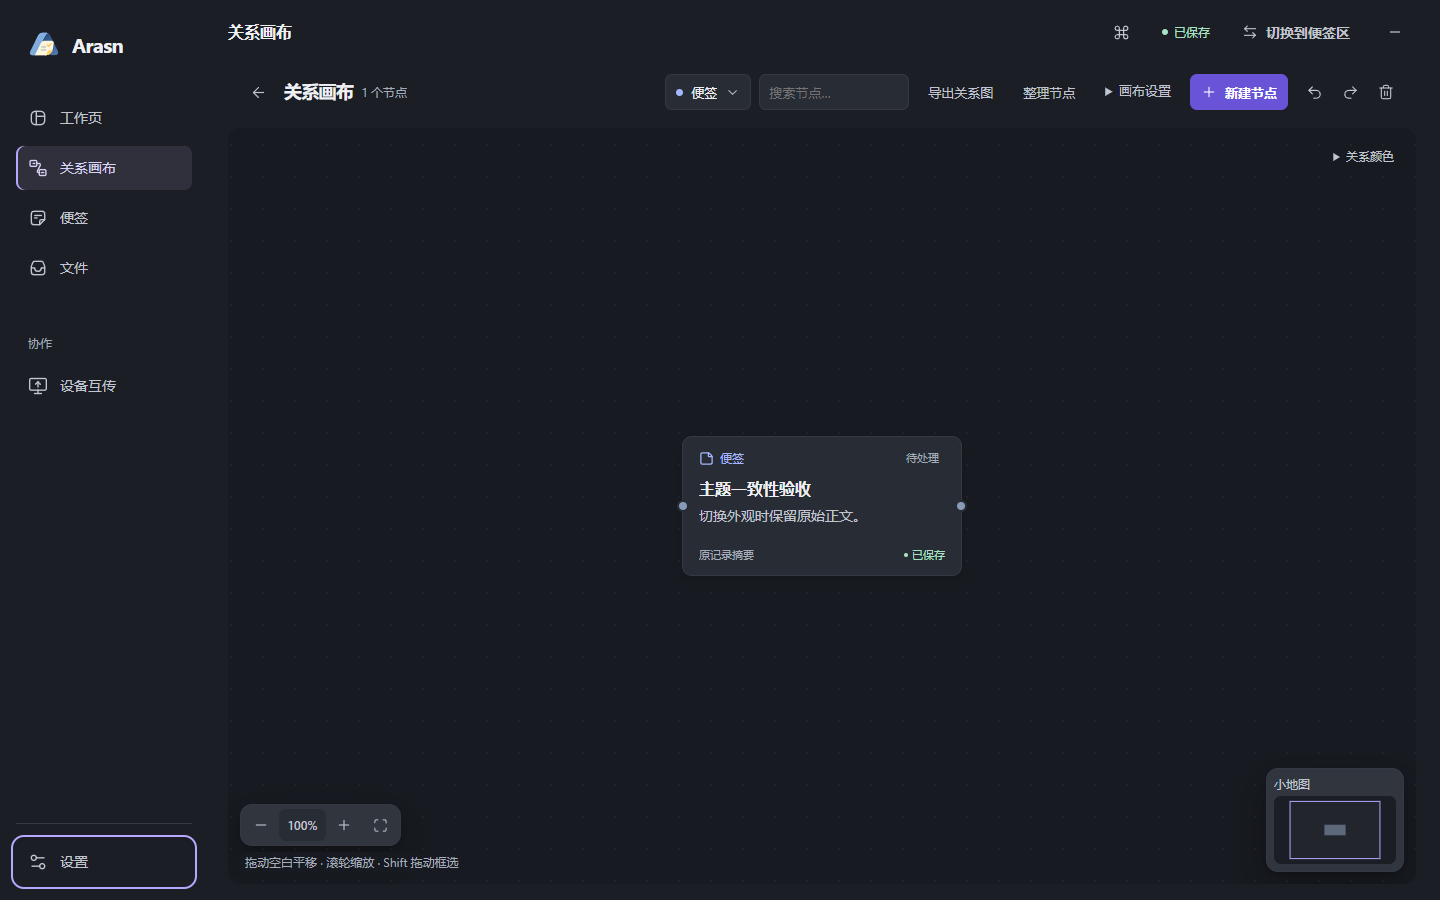 Arasn
工作页
关系画布
便签
文件
协作
设备互传
设置
关系画布
已保存
切换到便签区
关系画布 1 个节点
便签
搜索节点...
导出关系图
整理节点
画布设置
新建节点
关系颜色
便签 待处理
主题一致性验收
切换外观时保留原始正文。
原记录摘要 已保存
100%
拖动空白平移 · 滚轮缩放 · Shift 拖动框选
小地图